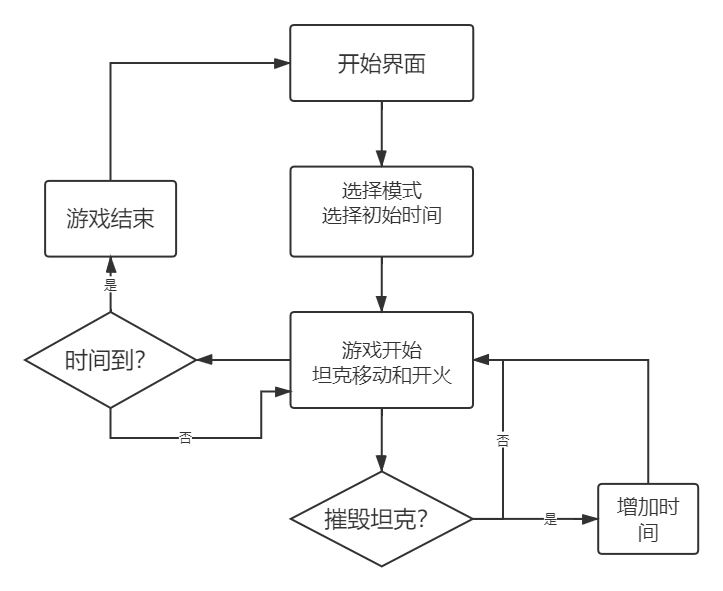 开始界面
选择模式
选择初始时间
游戏结束
是
时间到?
游戏开始
坦克移动和开火
否
否
摧毁坦克?
是
增加时
间